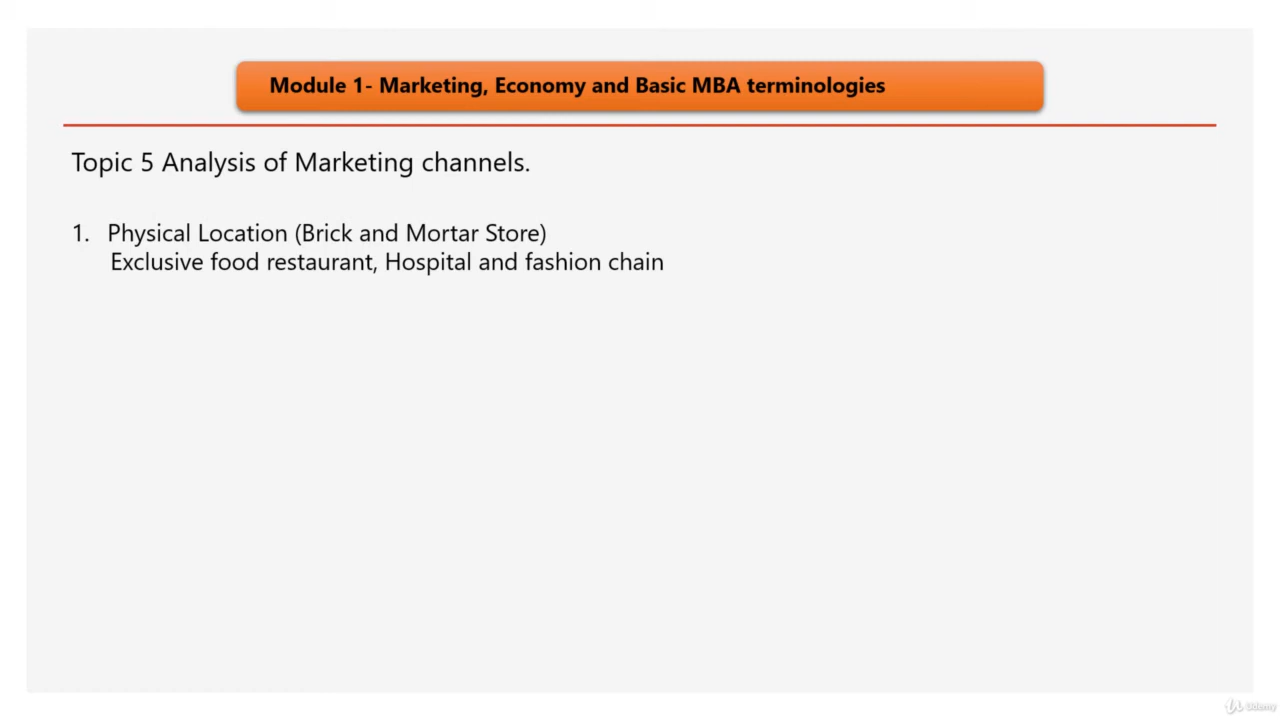 Module 1- Marketing, Economy and Basic MBA terminologies
Topic 5 Analysis of Marketing channels.
1. Physical Location (Brick and Mortar Store)
Exclusive food restaurant, Hospital and fashion chain
Udemy